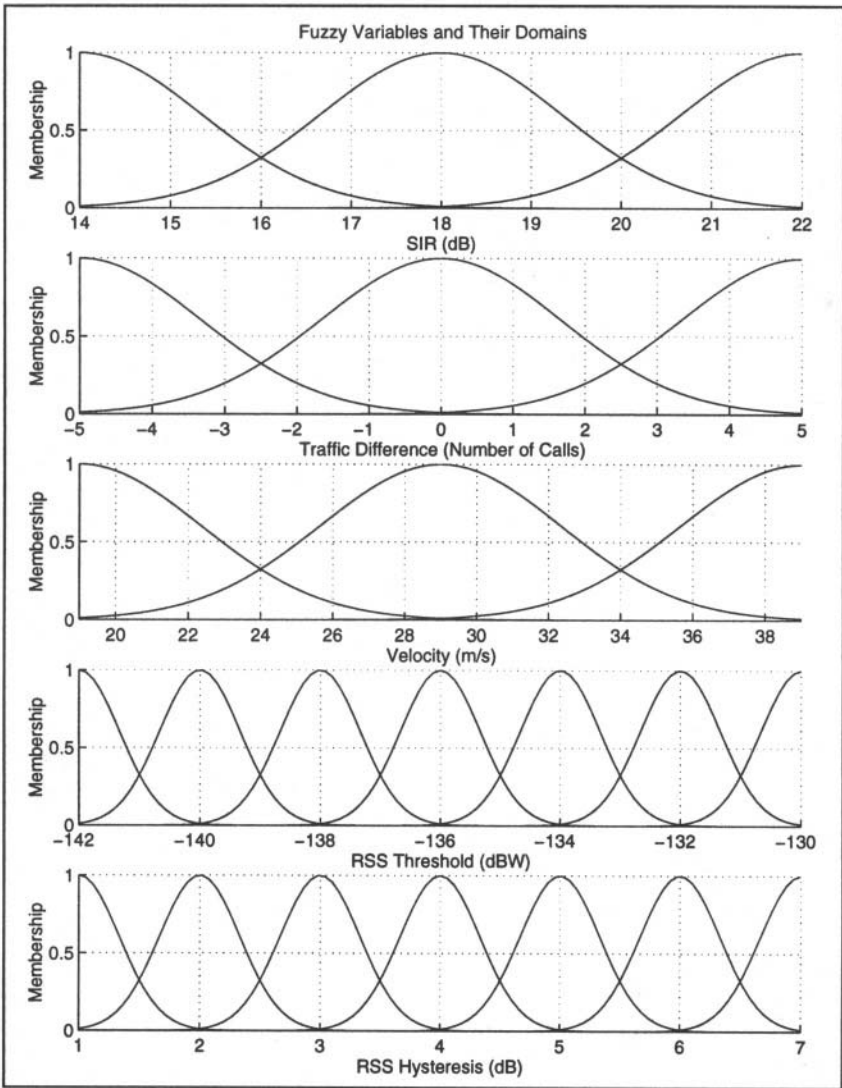 Fuzzy Variables and Their Domains
1
0.5
0
Membership
14 15 16 17 18 19 20 21 22
SIR (dB)
1
0.5
0
Membership
−5 −4 −3 −2 −1 0 1 2 3 4 5
Traffic Difference (Number of Calls)
1
0.5
0
Membership
20 22 24 26 28 30 32 34 36 38
Velocity (m/s)
1
0.5
0
Membership
−142 −140 −138 −136 −134 −132 −130
RSS Threshold (dBW)
1
0.5
0
Membership
1 2 3 4 5 6 7
RSS Hysteresis (dB)